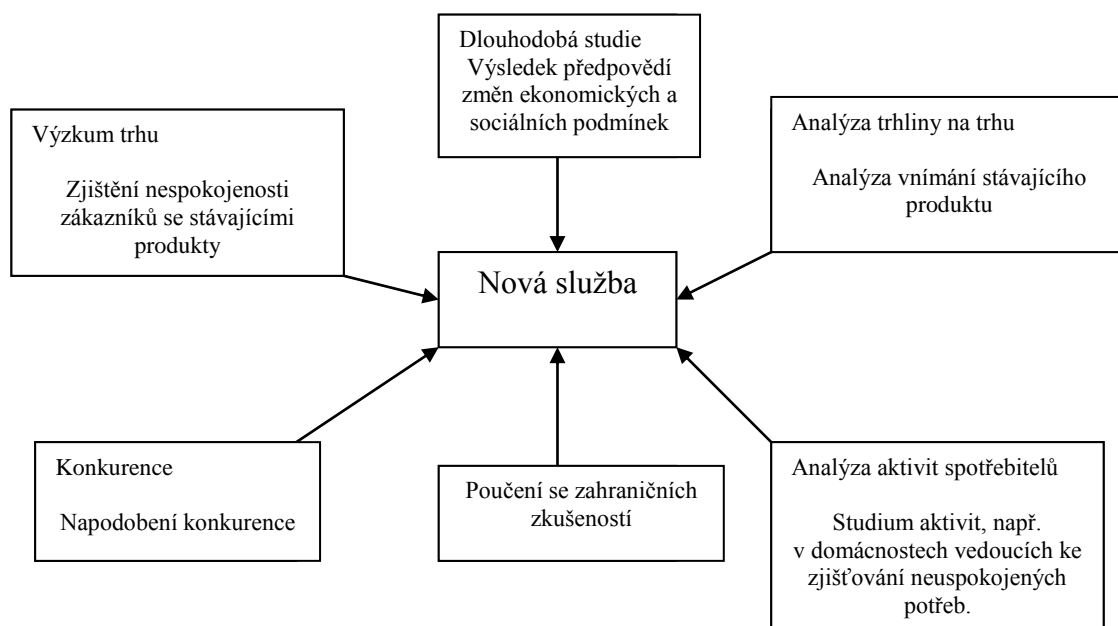 Dlouhodobá studie
Výsledek předpovědí
změn ekonomických a
sociálních podmínek
Výzkum trhu
Zjištění nespokojenosti
zákazníků se stávajícími
produkty
Analýza trhliny na trhu
Analýza vnímání stávajícího
produktu
Nová služba
Konkurence
Napodobení konkurence
Poučení se zahraničních
zkušeností
Analýza aktivit spotřebitelů
Studium aktivit, např.
v domácnostech vedoucích ke
zjišťování neuspokojených
potřeb.